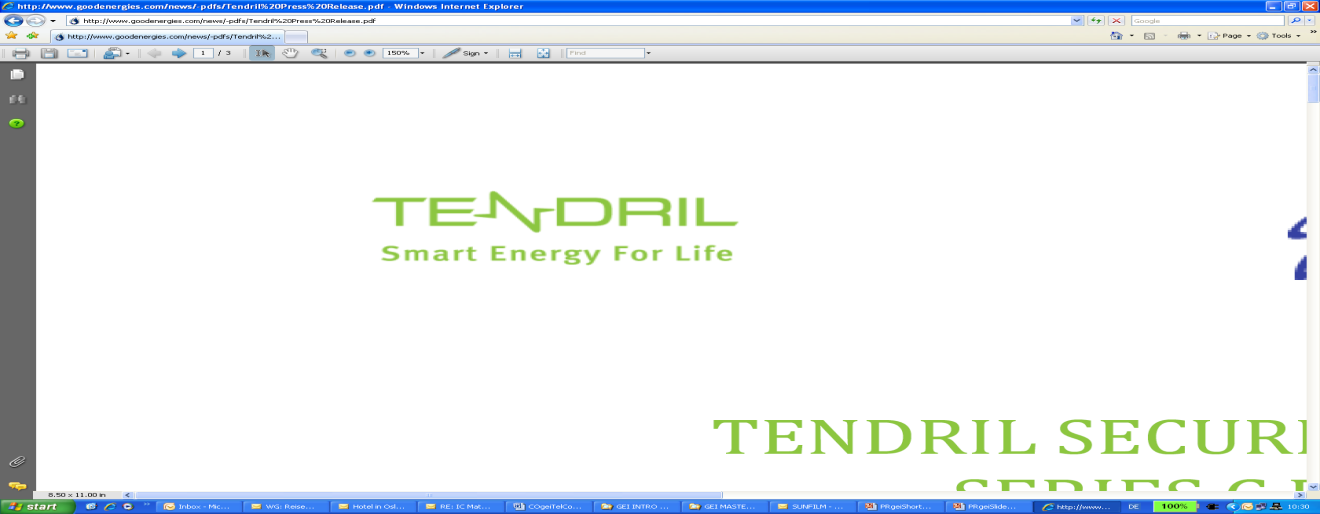 http://www.goodenergies.com/news/-pdfs/Tendril%20Press%20Release.pdf - Windows Internet Explorer
http://www.goodenergies.com/news/-pdfs/Tendril%20Press%20Release.pdf
Google
http://www.goodenergies.com/news/-pdfs/Tendril%2...
Page
Tools
1 / 3
150%
Sign
Find
TENDRIL
Smart Energy For Life
TENDRIL SECURI
SERIES C
8.50 x 11.00 in
start
Inbox - Mic...
WG: Reise...
Hotel in Osl...
RE: IC Mat...
COgeiTelCo...
GEI INTRO ...
GEI MASTE...
SUNFILM - ...
PRgeiShort...
PRgeiSlide...
http://www...
DE
100%
10:30